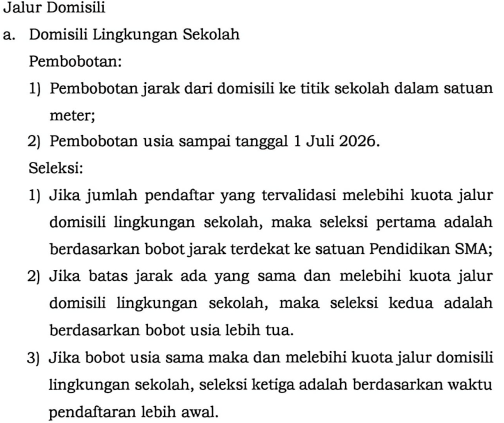 Jalur Domisili
a. Domisili Lingkungan Sekolah
Pembobotan:
1) Pembobotan jarak dari domisili ke titik sekolah dalam satuan
meter;
2) Pembobotan usia sampai tanggal 1 Juli 2026.
Seleksi:
1) Jika jumlah pendaftar yang tervalidasi melebihi kuota jalur
domisili lingkungan sekolah, maka seleksi pertama adalah
berdasarkan bobot jarak terdekat ke satuan Pendidikan SMA;
2) Jika batas jarak ada yang sama dan melebihi kuota jalur
domisili lingkungan sekolah, maka seleksi kedua adalah
berdasarkan bobot usia lebih tua.
3) Jika bobot usia sama maka dan melebihi kuota jalur domisili
lingkungan sekolah, seleksi ketiga adalah berdasarkan waktu
pendaftaran lebih awal.